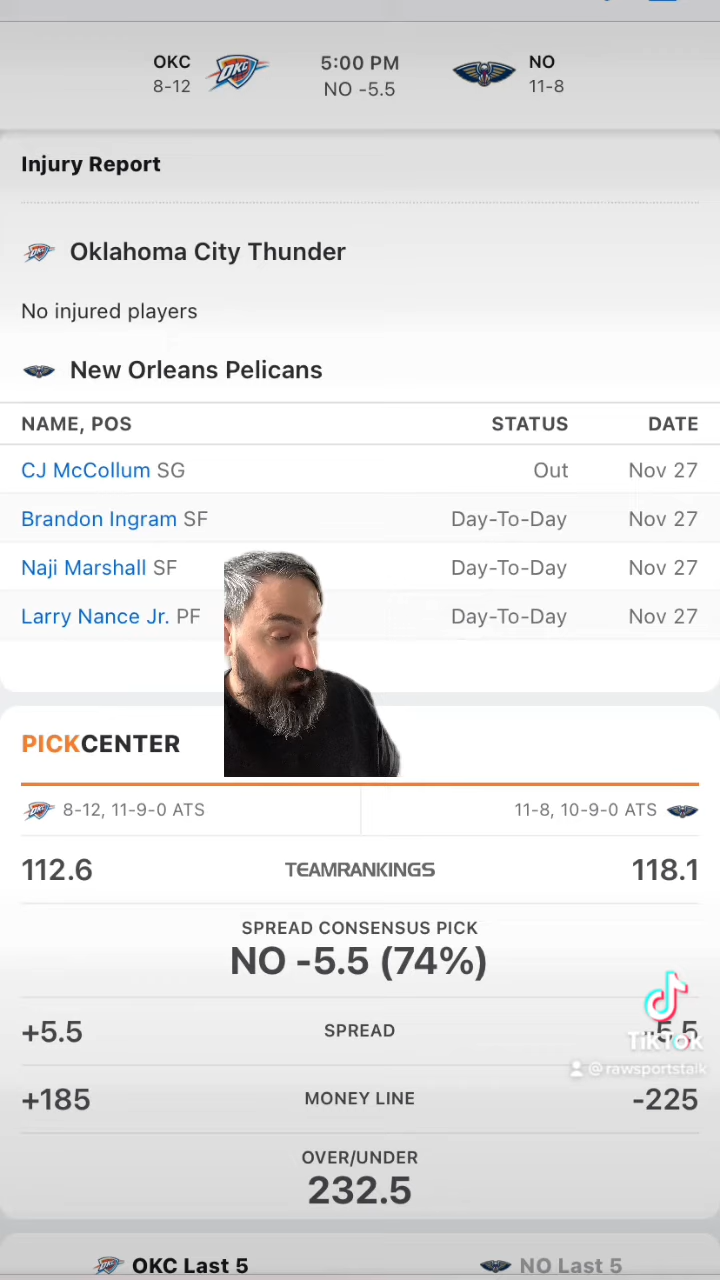 OKC 5:00 PM NO
8-12 NO -5.5 11-8
Injury Report
Oklahoma City Thunder
No injured players
New Orleans Pelicans
NAME, POS STATUS DATE
CJ McCollum SG Out Nov 27
Brandon Ingram SF Day-To-Day Nov 27
Naji Marshall SF Day-To-Day Nov 27
Larry Nance Jr. PF Day-To-Day Nov 27
PICKCENTER
8-12, 11-9-0 ATS 11-8, 10-9-0 ATS
112.6 TEAMRANKINGS 118.1
SPREAD CONSENSUS PICK
NO -5.5 (74%)
+5.5 SPREAD -5.5
TikTok
@rawsportstalk
+185 MONEY LINE -225
OVER/UNDER
232.5
OKC Last 5 NO Last 5